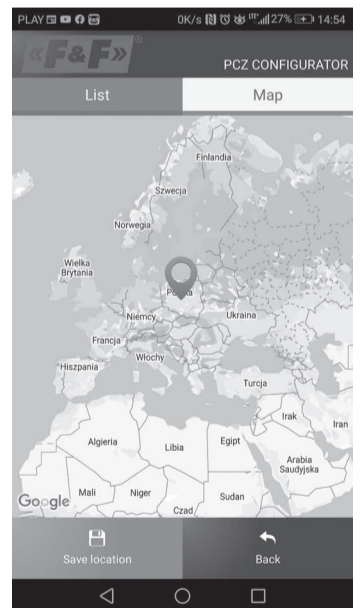 PLAY 0K/s LTE 27% 14:54
«F&F»®
PCZ CONFIGURATOR
List Map
Finlandia
Szwecja
Norwegia
Wielka
Brytania
Polska
Niemcy
Ukraina
Francja
Włochy
Hiszpania
Turcja
Irak
Iran
Algieria
Libia
Egipt
Arabia
Saudyjska
Google
Mali
Niger
Czad
Sudan
Save location Back